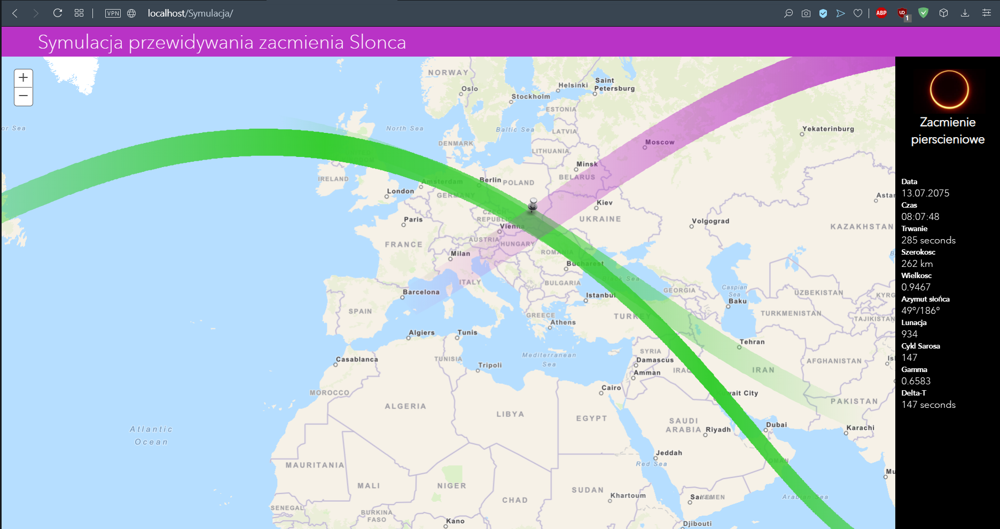 VPN
localhost/Symulacja/
ABP
1
Symulacja przewidywania zacmienia Slonca
+
−
NORWAY
Oslo
Stockholm
Helsinki
Saint
Petersburg
ESTONIA
LATVIA
LITHUANIA
North Sea
Baltic Sea
DENMARK
Moscow
Yekaterinburg
Minsk
BELARUS
IRELAND
London
Amsterdam
Berlin
POLAND
GERMANY
Kiev
UKRAINE
CZECH
REPUBLIC
Vienna
Paris
FRANCE
AUSTRIA
HUNGARY
ROMANIA
Milan
Bucharest
ITALY
BULGARIA
Black Sea
Volgograd
Astan
KAZAKHSTAN
GEORGIA
Caspian
Sea
Baku
UZBEKISTAN
KYRG
TURKMENISTAN
TAJIKISTAN
Barcelona
SPAIN
Istanbul
GREECE
Athens
TURKEY
Algiers
Tunis
TUNISIA
Casablanca
Mediterranean
Sea
Tripoli
SYRIA
Damascus
Amman
IRAQ
Tehran
IRAN
AFGHANISTAN
Isl
PAKISTAN
Karachi
MOROCCO
ALGERIA
LIBYA
Cairo
EGYPT
wait City
SAUDI
ARABIA
Riyadh
Dubai
OMAN
Jeddah
Red Sea
Atlantic
Ocean
MAURITANIA
MALI
NIGER
CHAD
SUDAN
Khartoum
YEMEN
Arabian Sea
Mu
SENEGAL
BURKINA
FASO
Kano
Djibouti
Zacmienie
pierscieniowe
Data
13.07.2075
Czas
08:07:48
Trwanie
285 seconds
Szerokosc
262 km
Wielkosc
0.9467
Azymut słońca
49°/186°
Lunacja
934
Cykl Sarosa
147
Gamma
0.6583
Delta-T
147 seconds